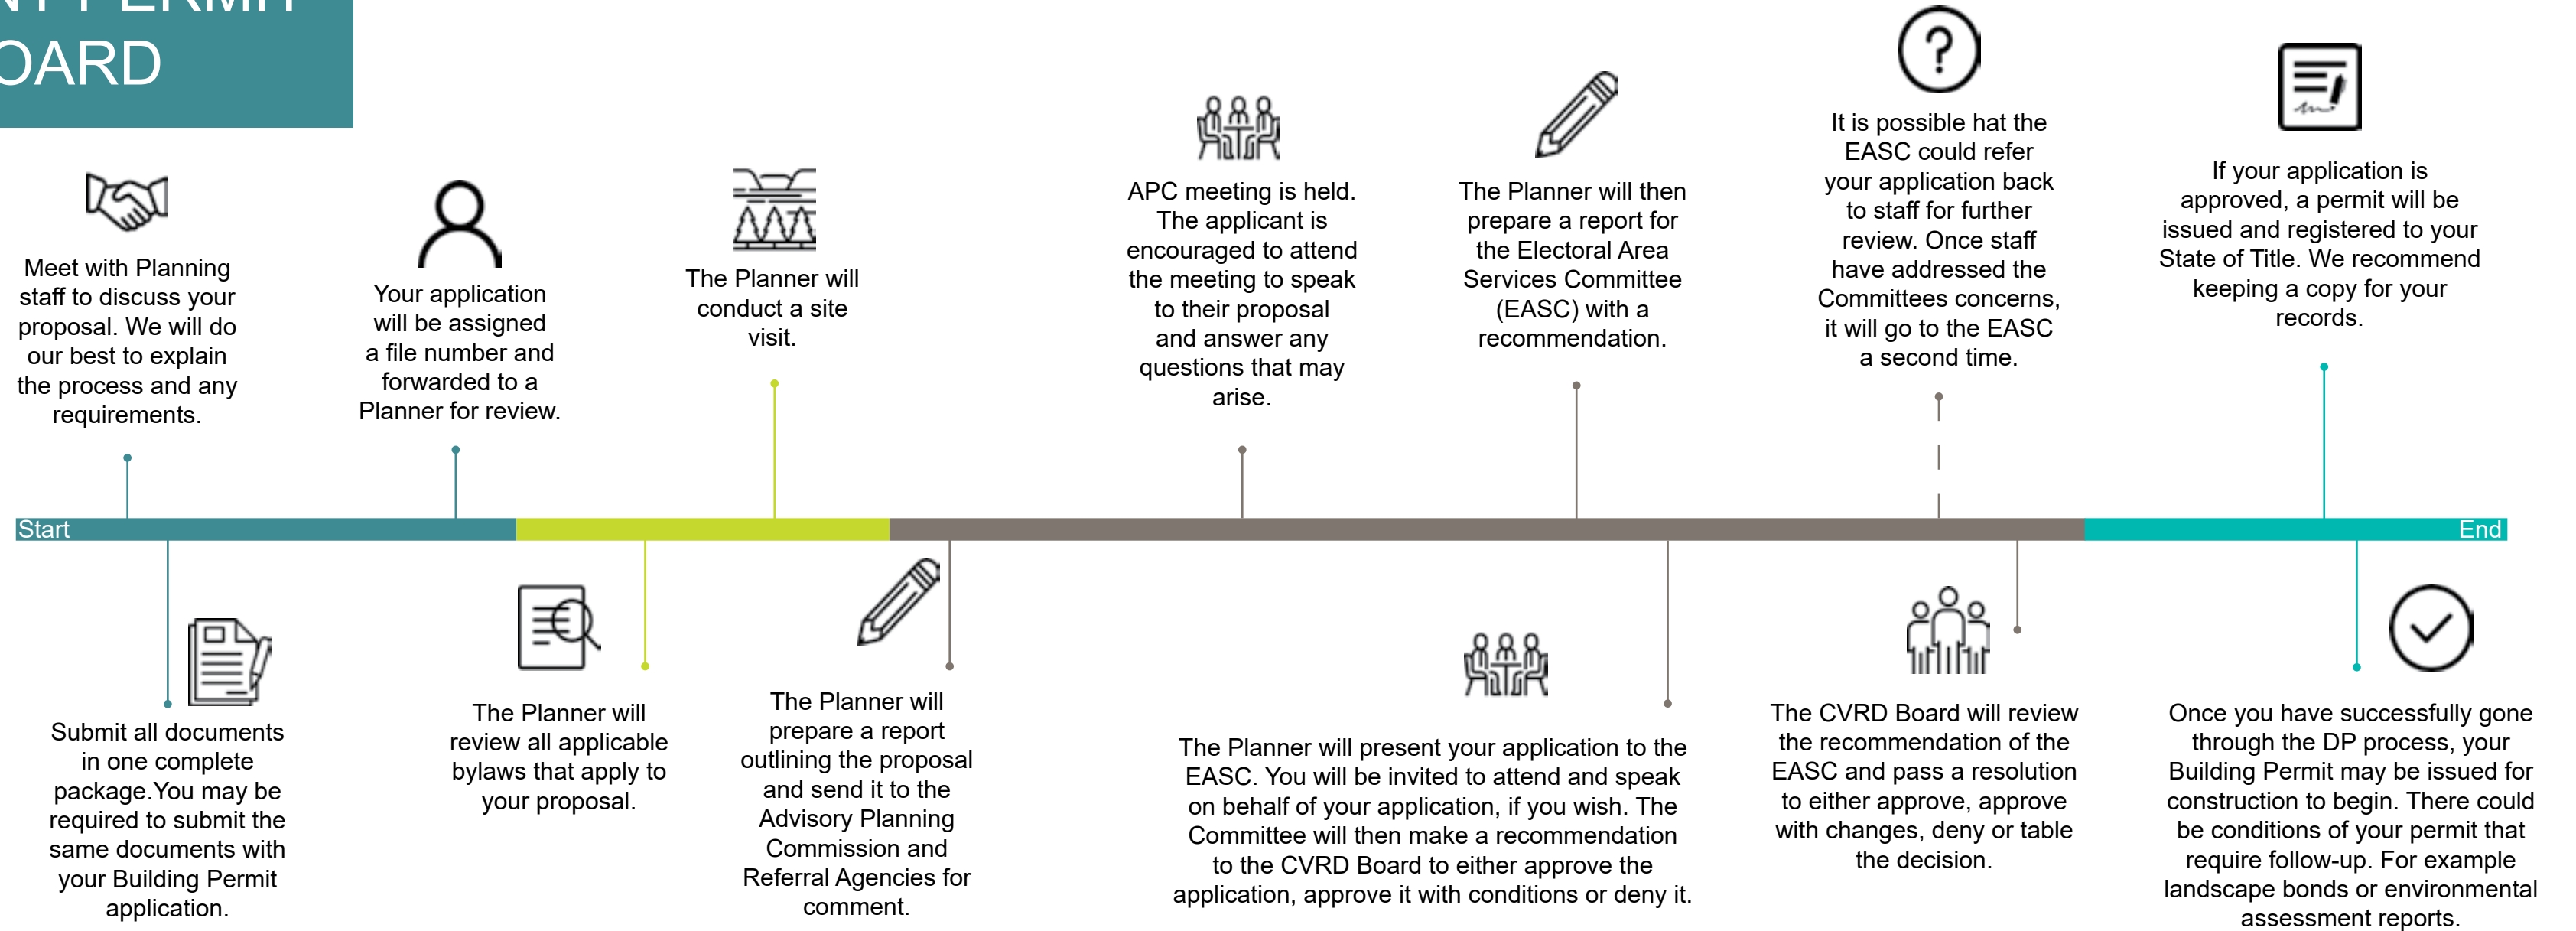 OARD
Meet with Planning
staff to discuss your
proposal. We will do
our best to explain
the process and any
requirements.
Your application
will be assigned
a file number and
forwarded to a
Planner for review.
The Planner will
conduct a site
visit.
APC meeting is held.
The applicant is
encouraged to attend
the meeting to speak
to their proposal
and answer any
questions that may
arise.
The Planner will then
prepare a report for
the Electoral Area
Services Committee
(EASC) with a
recommendation.
It is possible hat the
EASC could refer
your application back
to staff for further
review. Once staff
have addressed the
Committees concerns,
it will go to the EASC
a second time.
If your application is
approved, a permit will be
issued and registered to your
State of Title. We recommend
keeping a copy for your
records.
Start
End
Submit all documents
in one complete
package.You may be
required to submit the
same documents with
your Building Permit
application.
The Planner will
review all applicable
bylaws that apply to
your proposal.
The Planner will
prepare a report
outlining the proposal
and send it to the
Advisory Planning
Commission and
Referral Agencies for
comment.
The Planner will present your application to the
EASC. You will be invited to attend and speak
on behalf of your application, if you wish. The
Committee will then make a recommendation
to the CVRD Board to either approve the
application, approve it with conditions or deny it.
The CVRD Board will review
the recommendation of the
EASC and pass a resolution
to either approve, approve
with changes, deny or table
the decision.
Once you have successfully gone
through the DP process, your
Building Permit may be issued for
construction to begin. There could
be conditions of your permit that
require follow-up. For example
landscape bonds or environmental
assessment reports.